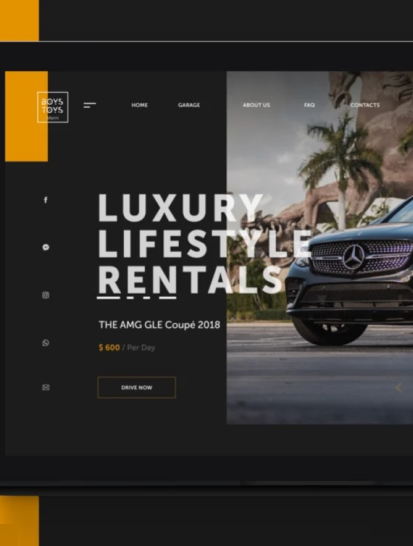 BOYS
TOYS
Miami
HOME
GARAGE
ABOUT US
FAQ
CONTACTS
LUXURY
LIFESTYLE
RENTALS
THE AMG GLE Coupé 2018
$ 600 / Per Day
DRIVE NOW